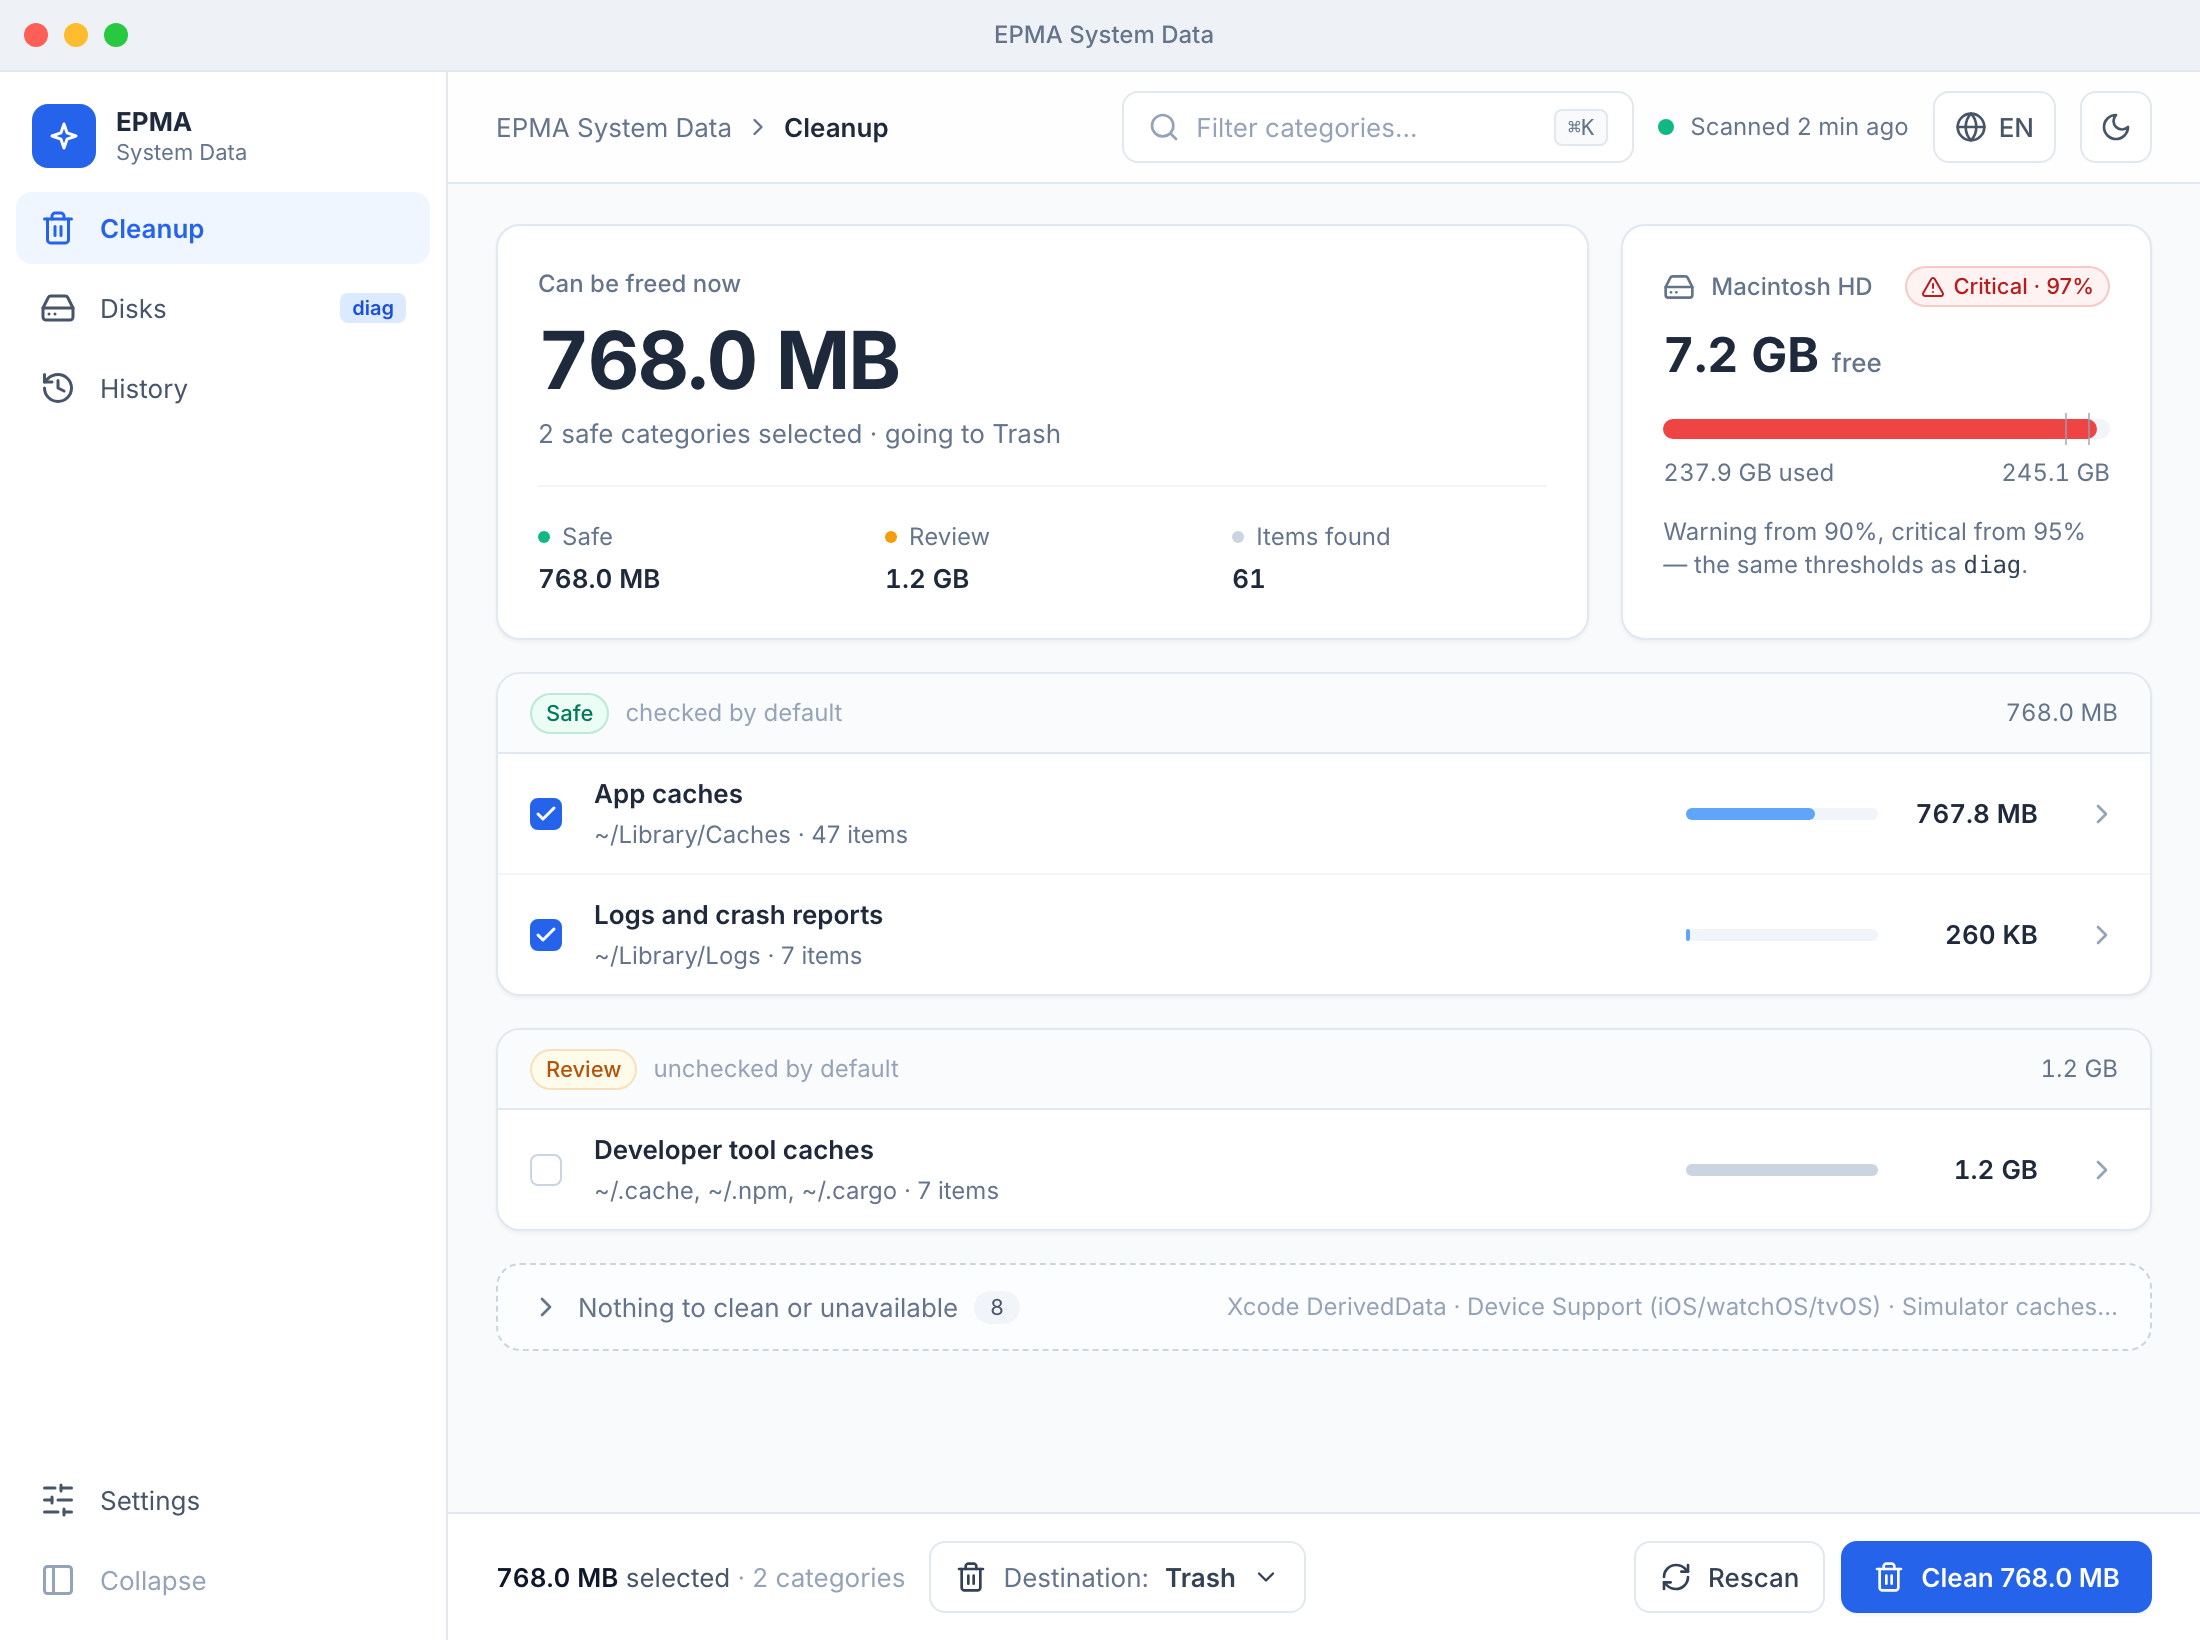 EPMA System Data
EPMA
System Data
Cleanup
Disks
diag
History
Settings
Collapse
EPMA System Data > Cleanup
Filter categories...
⌘K
Scanned 2 min ago
EN
Can be freed now
768.0 MB
2 safe categories selected · going to Trash
Safe
768.0 MB
Review
1.2 GB
Items found
61
Macintosh HD
Critical · 97%
7.2 GB free
237.9 GB used
245.1 GB
Warning from 90%, critical from 95%
— the same thresholds as diag.
Safe checked by default
768.0 MB
App caches
~/Library/Caches · 47 items
767.8 MB
Logs and crash reports
~/Library/Logs · 7 items
260 KB
Review unchecked by default
1.2 GB
Developer tool caches
~/.cache, ~/.npm, ~/.cargo · 7 items
1.2 GB
Nothing to clean or unavailable 8
Xcode DerivedData · Device Support (iOS/watchOS/tvOS) · Simulator caches...
768.0 MB selected · 2 categories
Destination: Trash
Rescan
Clean 768.0 MB